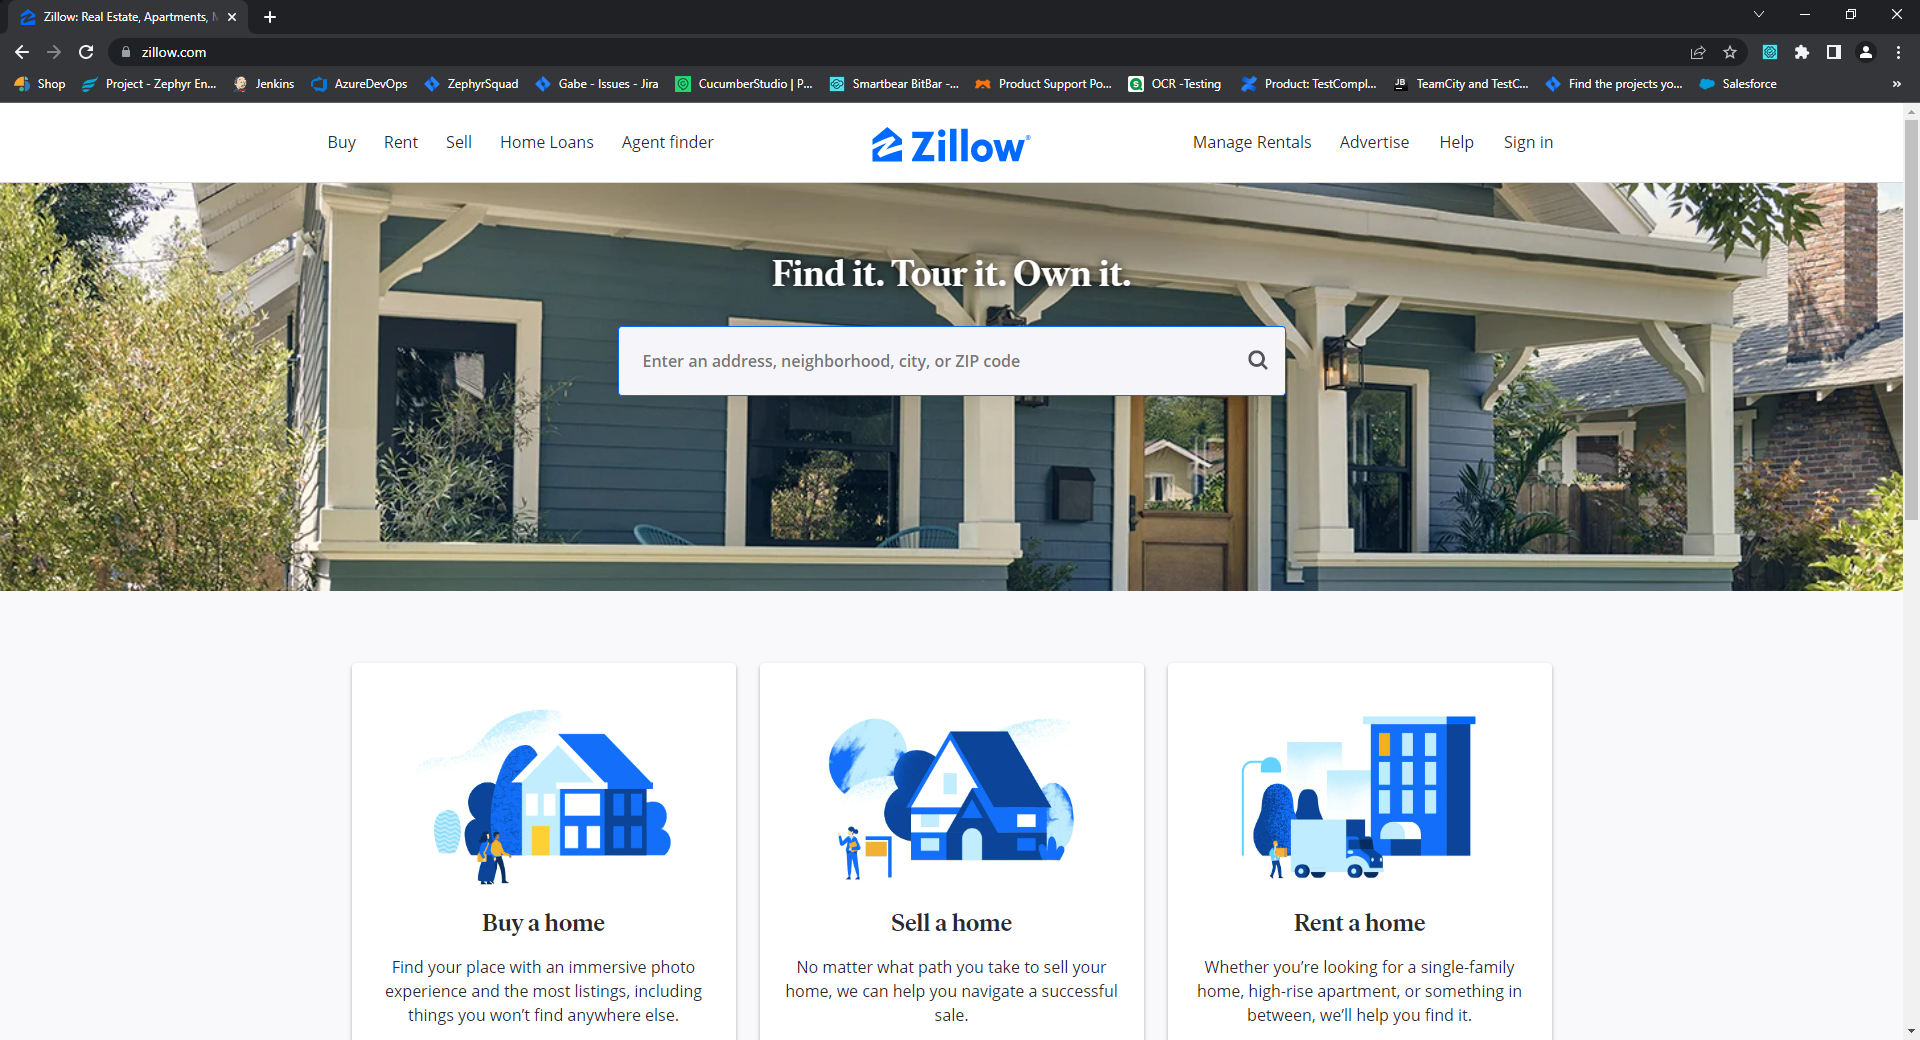 Zillow: Real Estate, Apartments,
zillow.com
Shop
Project - Zephyr En...
Jenkins
AzureDevOps
ZephyrSquad
Gabe - Issues - Jira
CucumberStudio | P...
Smartbear BitBar -...
Product Support Po...
OCR -Testing
Product: TestCompl...
TeamCity and TestC...
Find the projects yo...
Salesforce
Buy
Rent
Sell
Home Loans
Agent finder
Zillow®
Manage Rentals
Advertise
Help
Sign in
Find it. Tour it. Own it.
Enter an address, neighborhood, city, or ZIP code
Buy a home
Find your place with an immersive photo
experience and the most listings, including
things you won’t find anywhere else.
Sell a home
No matter what path you take to sell your
home, we can help you navigate a successful
sale.
Rent a home
Whether you’re looking for a single-family
home, high-rise apartment, or something in
between, we’ll help you find it.